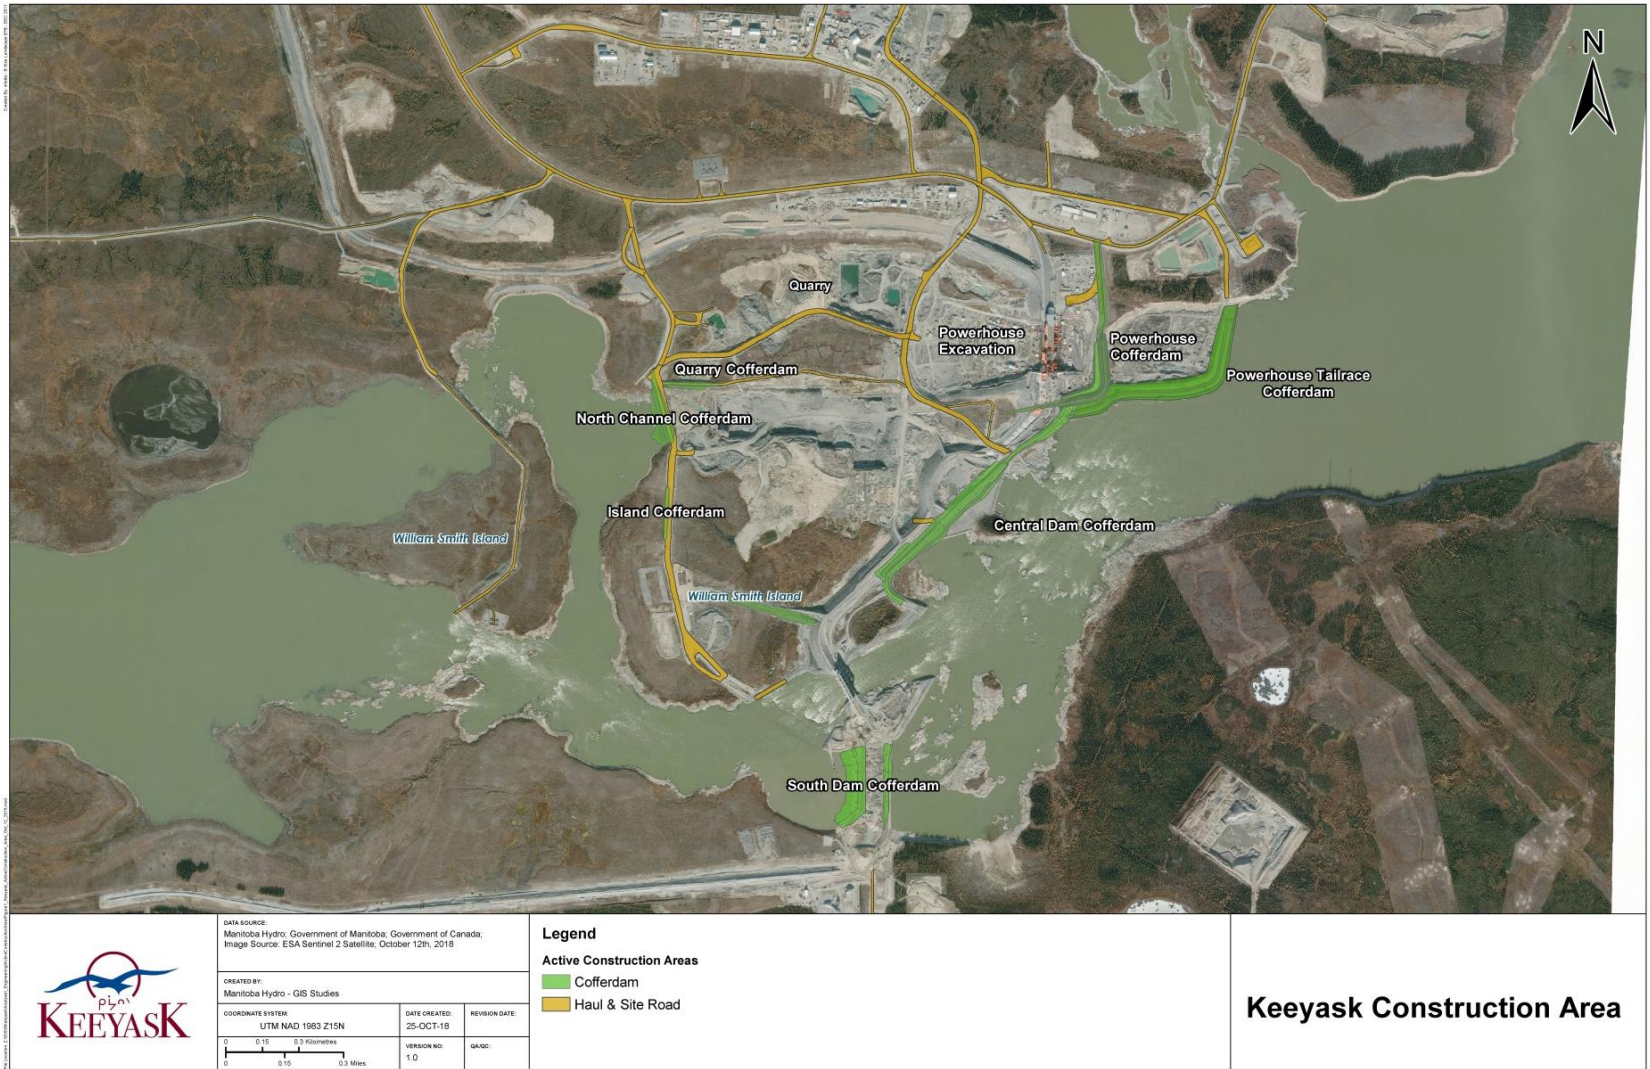 N
Quarry
Powerhouse
Excavation
Powerhouse
Cofferdam
Quarry Cofferdam
Powerhouse Tailrace
Cofferdam
North Channel Cofferdam
Island Cofferdam
Central Dam Cofferdam
William Smith Island
William Smith Island
South Dam Cofferdam
KEEYASK
DATA SOURCE:
Manitoba Hydro; Government of Manitoba; Government of Canada;
Image Source: ESA Sentinel 2 Satellite; October 12th, 2018
CREATED BY:
Manitoba Hydro - GIS Studies
COORDINATE SYSTEM:
UTM NAD 1983 Z15N
DATE CREATED:
25-OCT-18
REVISION DATE:
0 0.15 0.3 Kilometres
0 0.15 0.3 Miles
VERSION NO:
1.0
QA/QC:
Legend
Active Construction Areas
Cofferdam
Haul & Site Road
Keeyask Construction Area